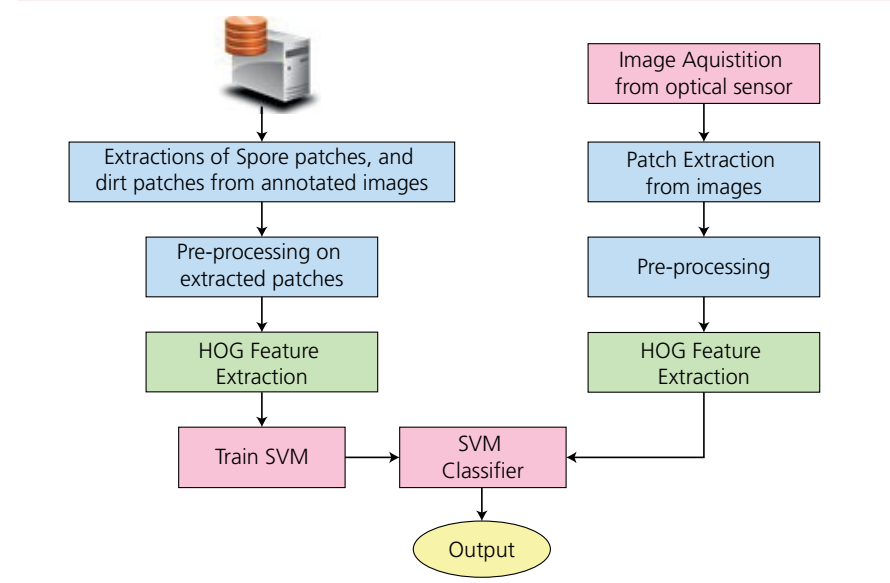 Image Aquistition
from optical sensor
Extractions of Spore patches, and
dirt patches from annotated images
Patch Extraction
from images
Pre-processing on
extracted patches
Pre-processing
HOG Feature
Extraction
HOG Feature
Extraction
Train SVM
SVM
Classifier
Output